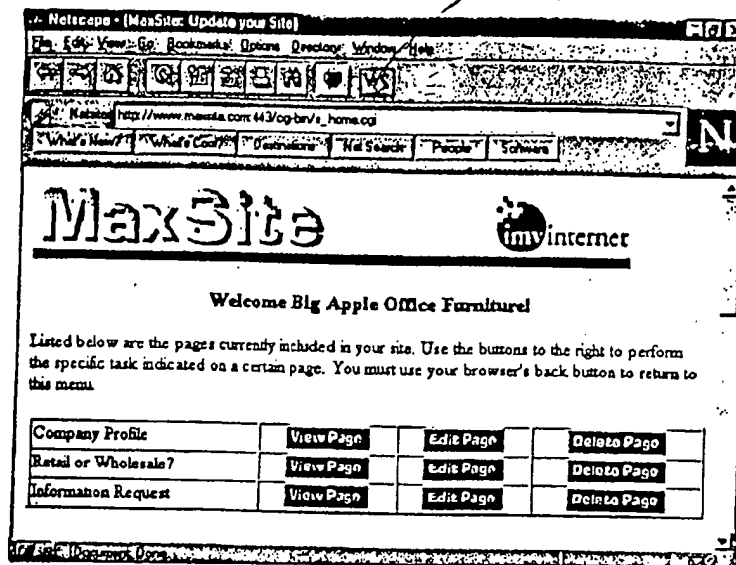 Netscape - [MaxSite: Update your Site]
File Edit View Go Bookmarks Options Directory Window Help
http://www.maxsite.com:443/cgi-bin/s_home.cgi
N
What's New? What's Cool? Destinations Net Search People Software
MaxSite
imvinternet
Welcome Big Apple Office Furniture!
Listed below are the pages currently included in your site. Use the buttons to the right to perform
the specific task indicated on a certain page. You must use your browser's back button to return to
this menu
Company Profile View Page Edit Page Delete Page
Retail or Wholesale? View Page Edit Page Delete Page
Information Request View Page Edit Page Delete Page
Document Done